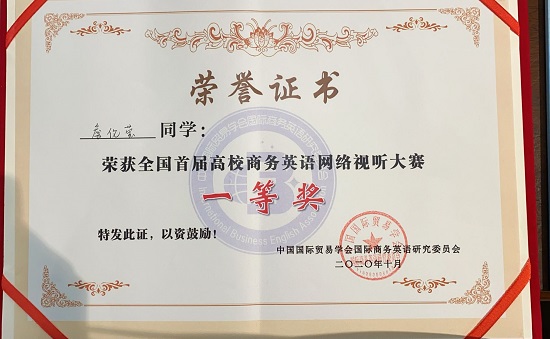 荣誉证书
同学：
荣获全国首届高校商务英语网络视听大赛
一等奖
特发此证，以资鼓励！
中国国际贸易学会国际商务英语研究委员会
二〇二〇年十月